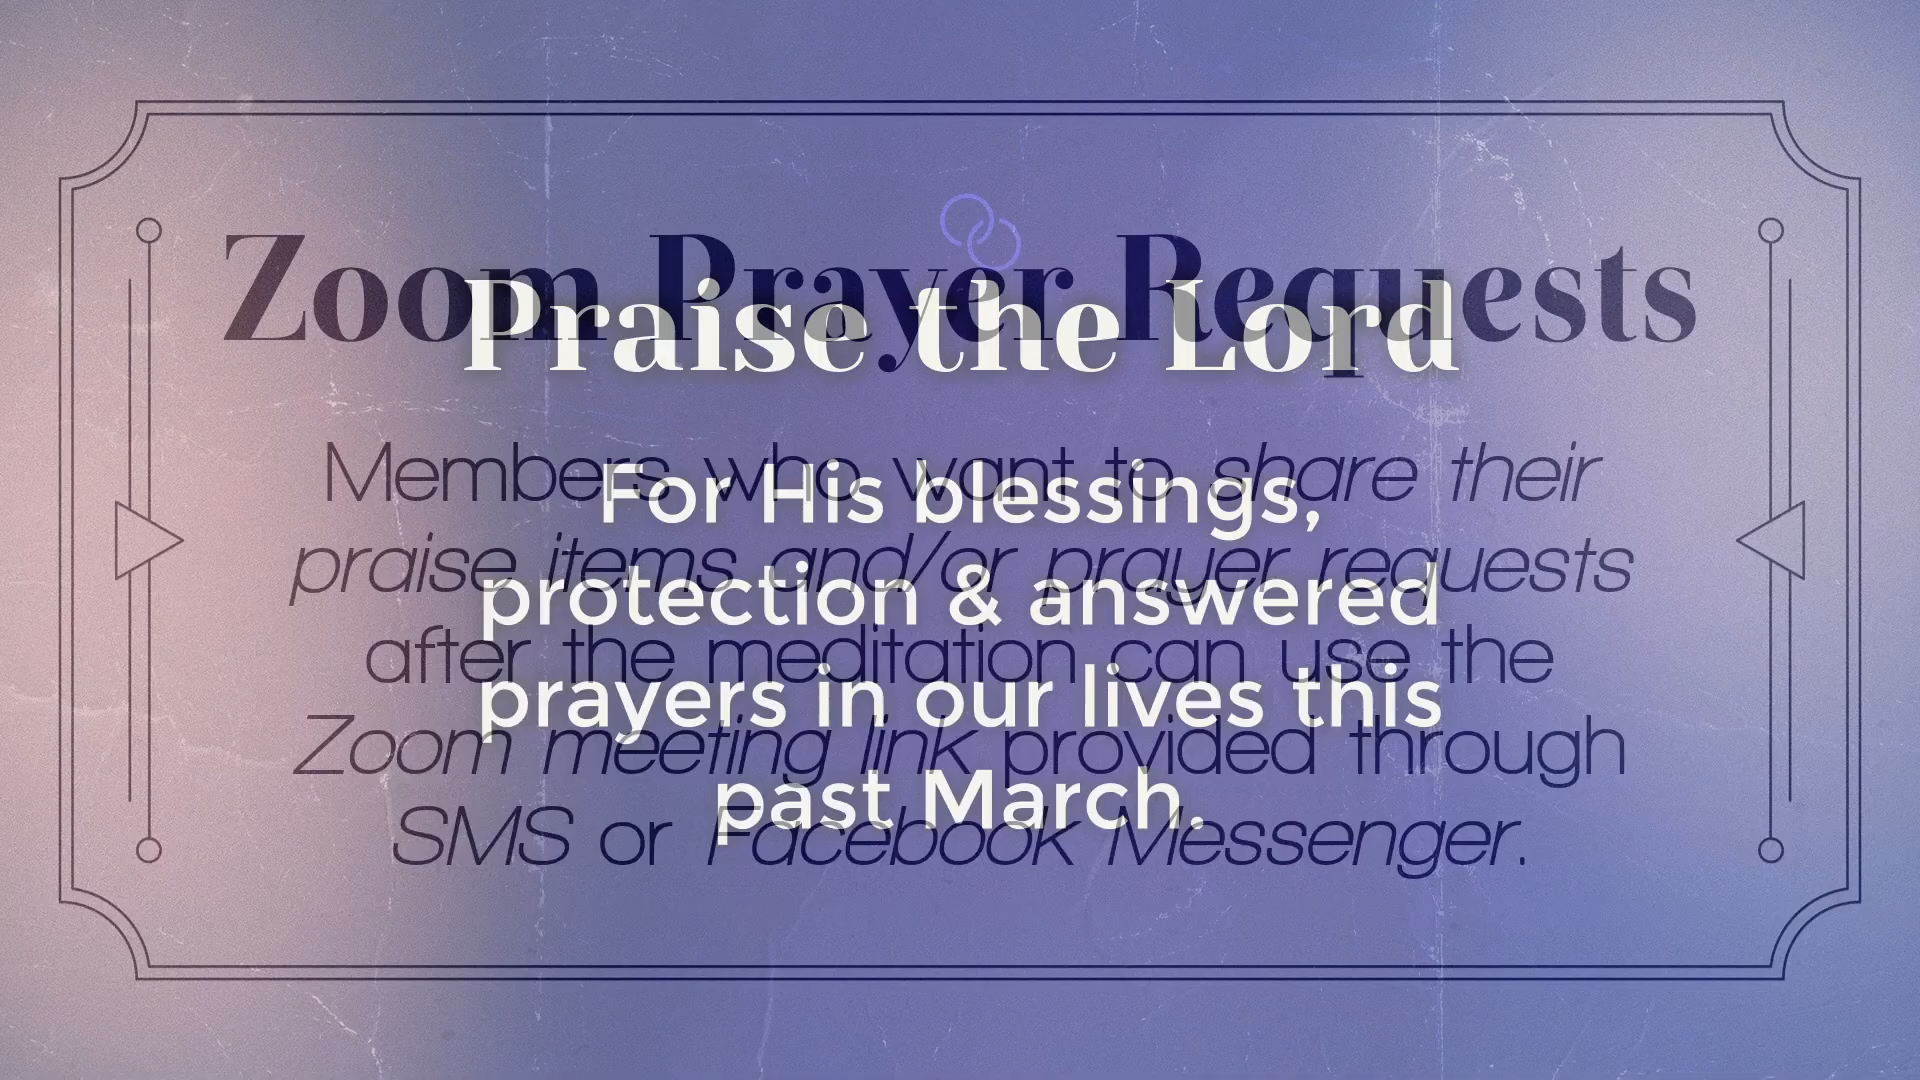 Zoom Prayer Requests
Members who want to share their
praise items and/or prayer requests
after the meditation can use the
Zoom meeting link provided through
SMS or Facebook Messenger.
Praise the Lord
For His blessings,
protection & answered
prayers in our lives this
past March.